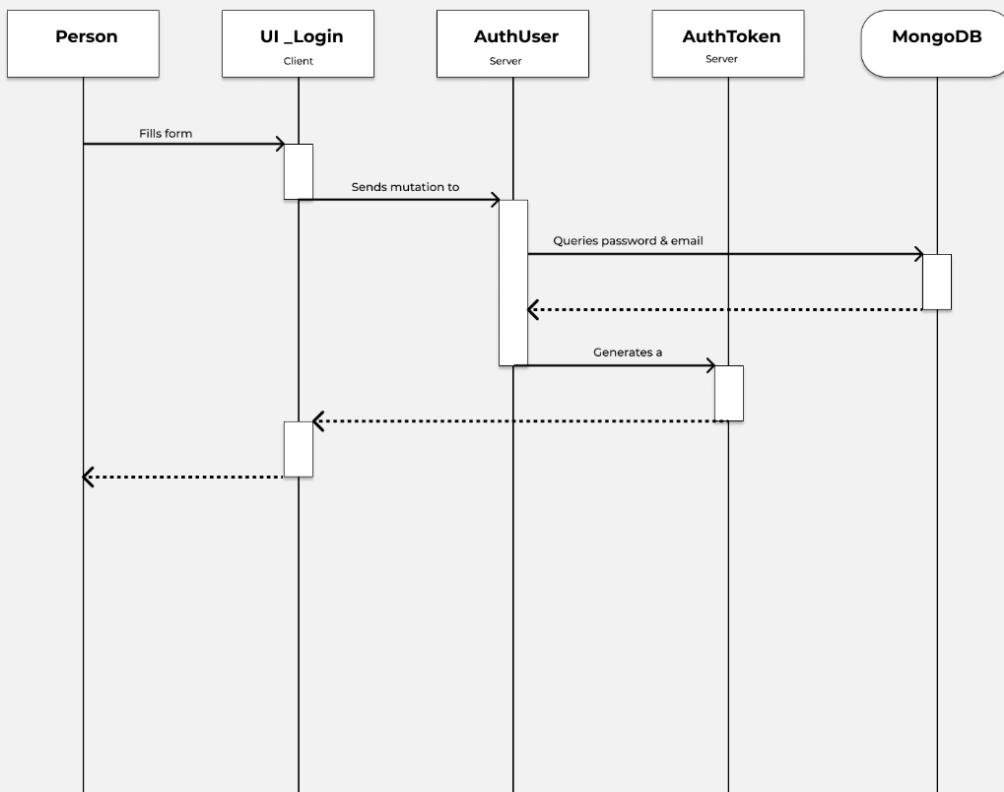 Person
UI _Login
Client
AuthUser
Server
AuthToken
Server
MongoDB
Fills form
Sends mutation to
Queries password & email
Generates a